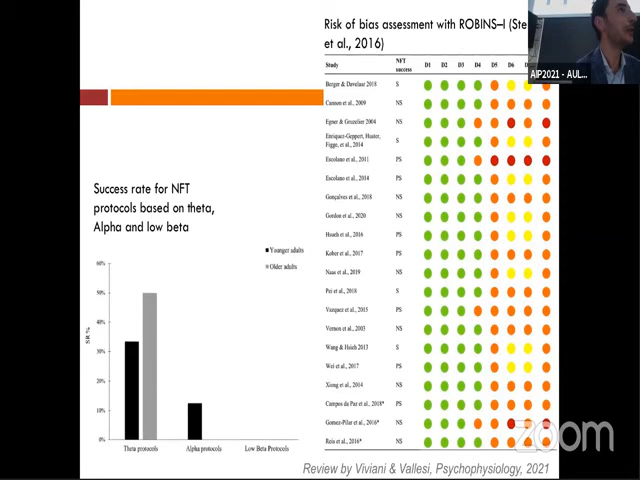 Risk of bias assessment with ROBINS–I (Ste
et al., 2016)
AIP2021 - AUL...
Study NFT success D1 D2 D3 D4 D5 D6
Berger & Davelaar 2018 S
Cannon et al., 2009 NS
Egner & Gruzelier 2004 NS
Enriquez-Geppert, Huster, Figge, et al., 2014 S
Escolano et al., 2011 PS
Escolano et al., 2014 PS
Gonçalves et al., 2018 NS
Gordon et al., 2020 NS
Hsueh et al., 2016 PS
Kober et al., 2017 PS
Naas et al., 2019 NS
Pei et al., 2018 S
Vazquez et al., 2015 PS
Vernon et al., 2003 NS
Wang & Hsieh 2013 S
Wei et al., 2017 PS
Xiong et al., 2014 NS
Campos da Paz et al., 2018* PS
Gomez-Pilar et al., 2016* NS
Reis et al., 2016* NS
Success rate for NFT
protocols based on theta,
Alpha and low beta
Younger adults
Older adults
60%
50%
40%
30%
20%
10%
0%
SR %
Theta protocols Alpha protocols Low Beta Protocols
zoom
Review by Viviani & Vallesi, Psychophysiology, 2021